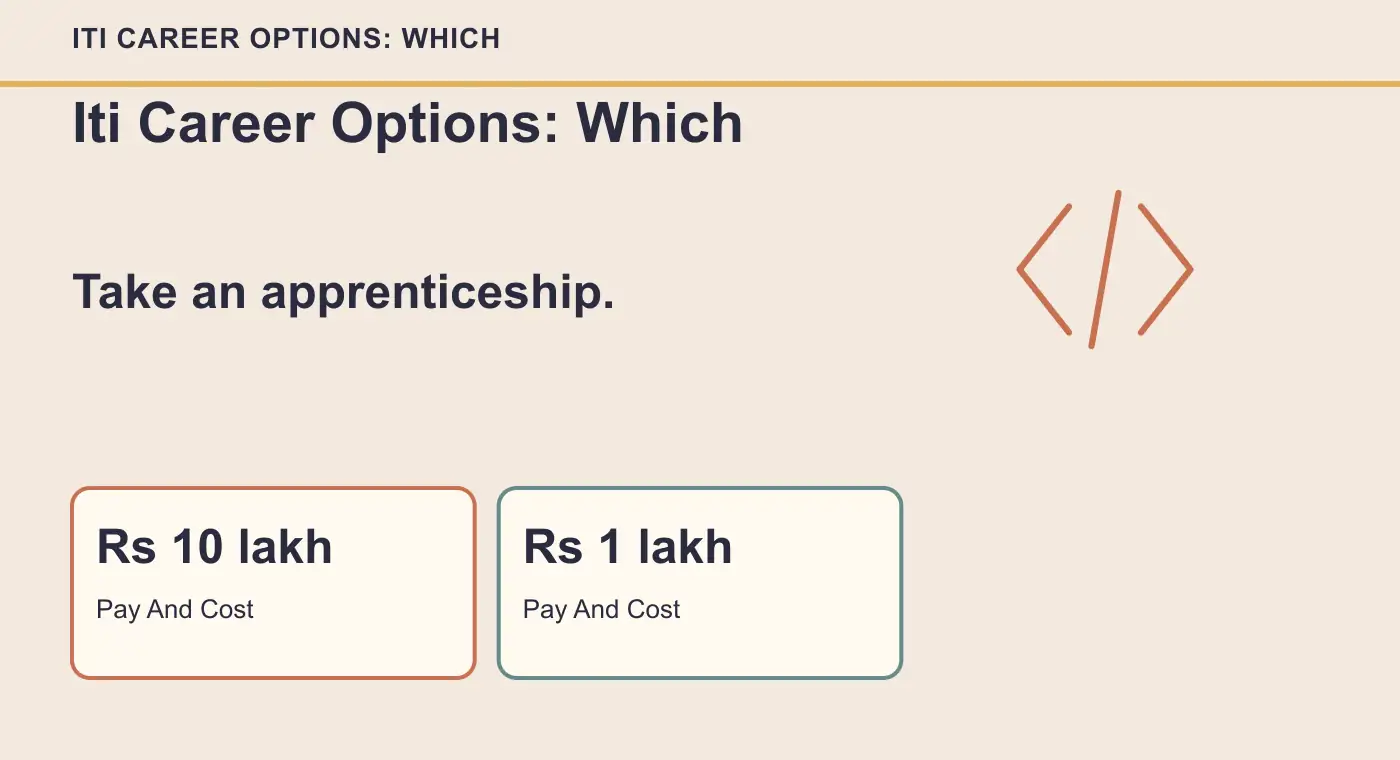 ITI CAREER OPTIONS: WHICH
Iti Career Options: Which
Take an apprenticeship.
Rs 10 lakh
Pay And Cost
Rs 1 lakh
Pay And Cost